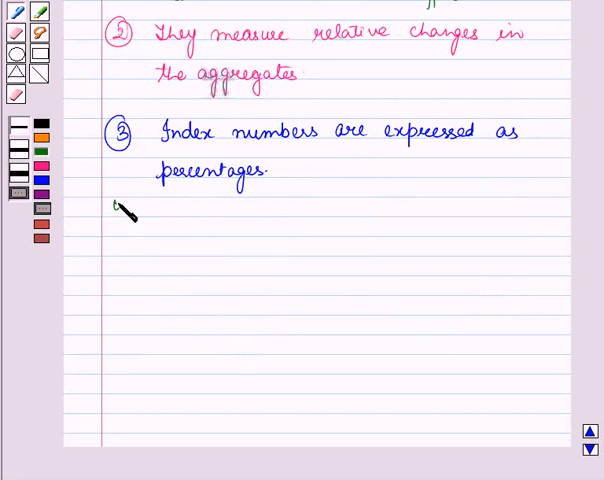 ② They measure relative changes in
the aggregates.
③ Index numbers are expressed as
percentages.